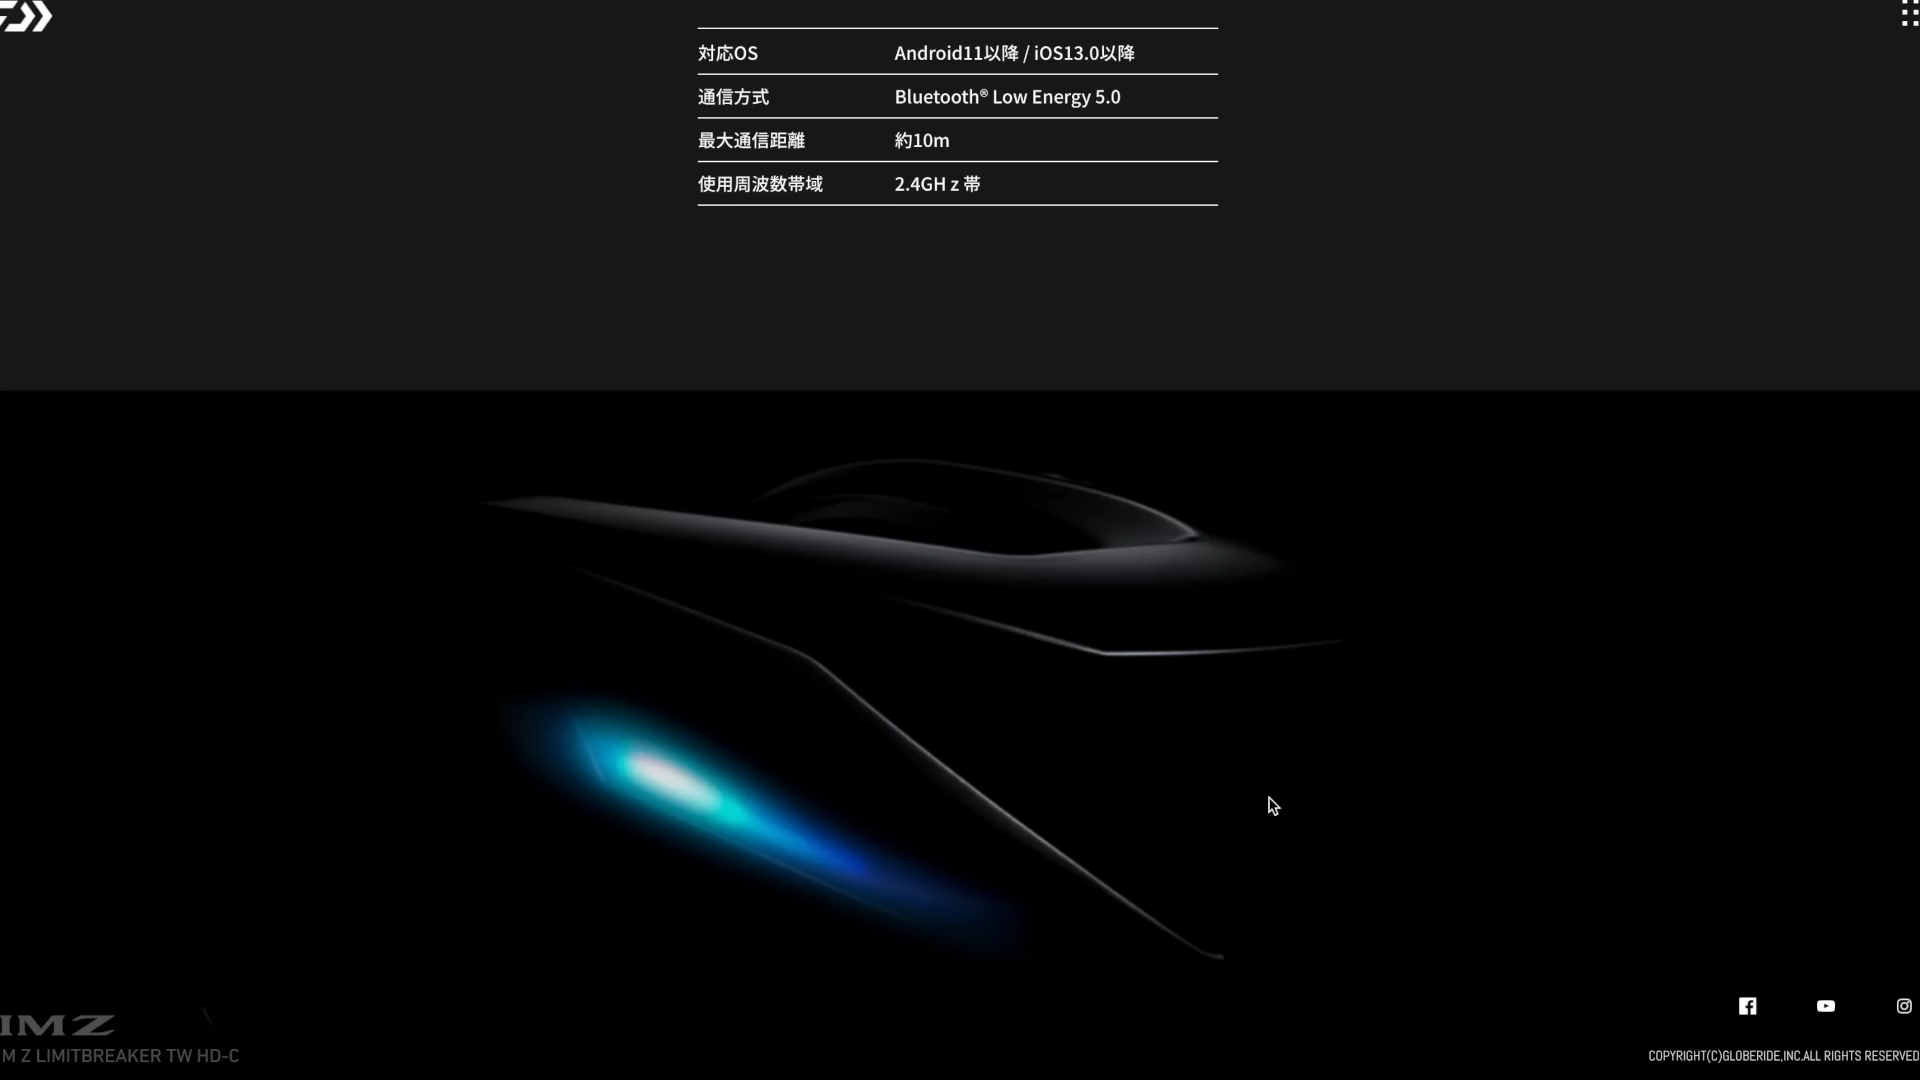 対応OS Android11以降 / iOS13.0以降
通信方式 Bluetooth® Low Energy 5.0
最大通信距離 約10m
使用周波数帯域 2.4GH z 帯
IM Z
M Z LIMITBREAKER TW HD-C
COPYRIGHT(C)GLOBERIDE,INC.ALL RIGHTS RESERVED